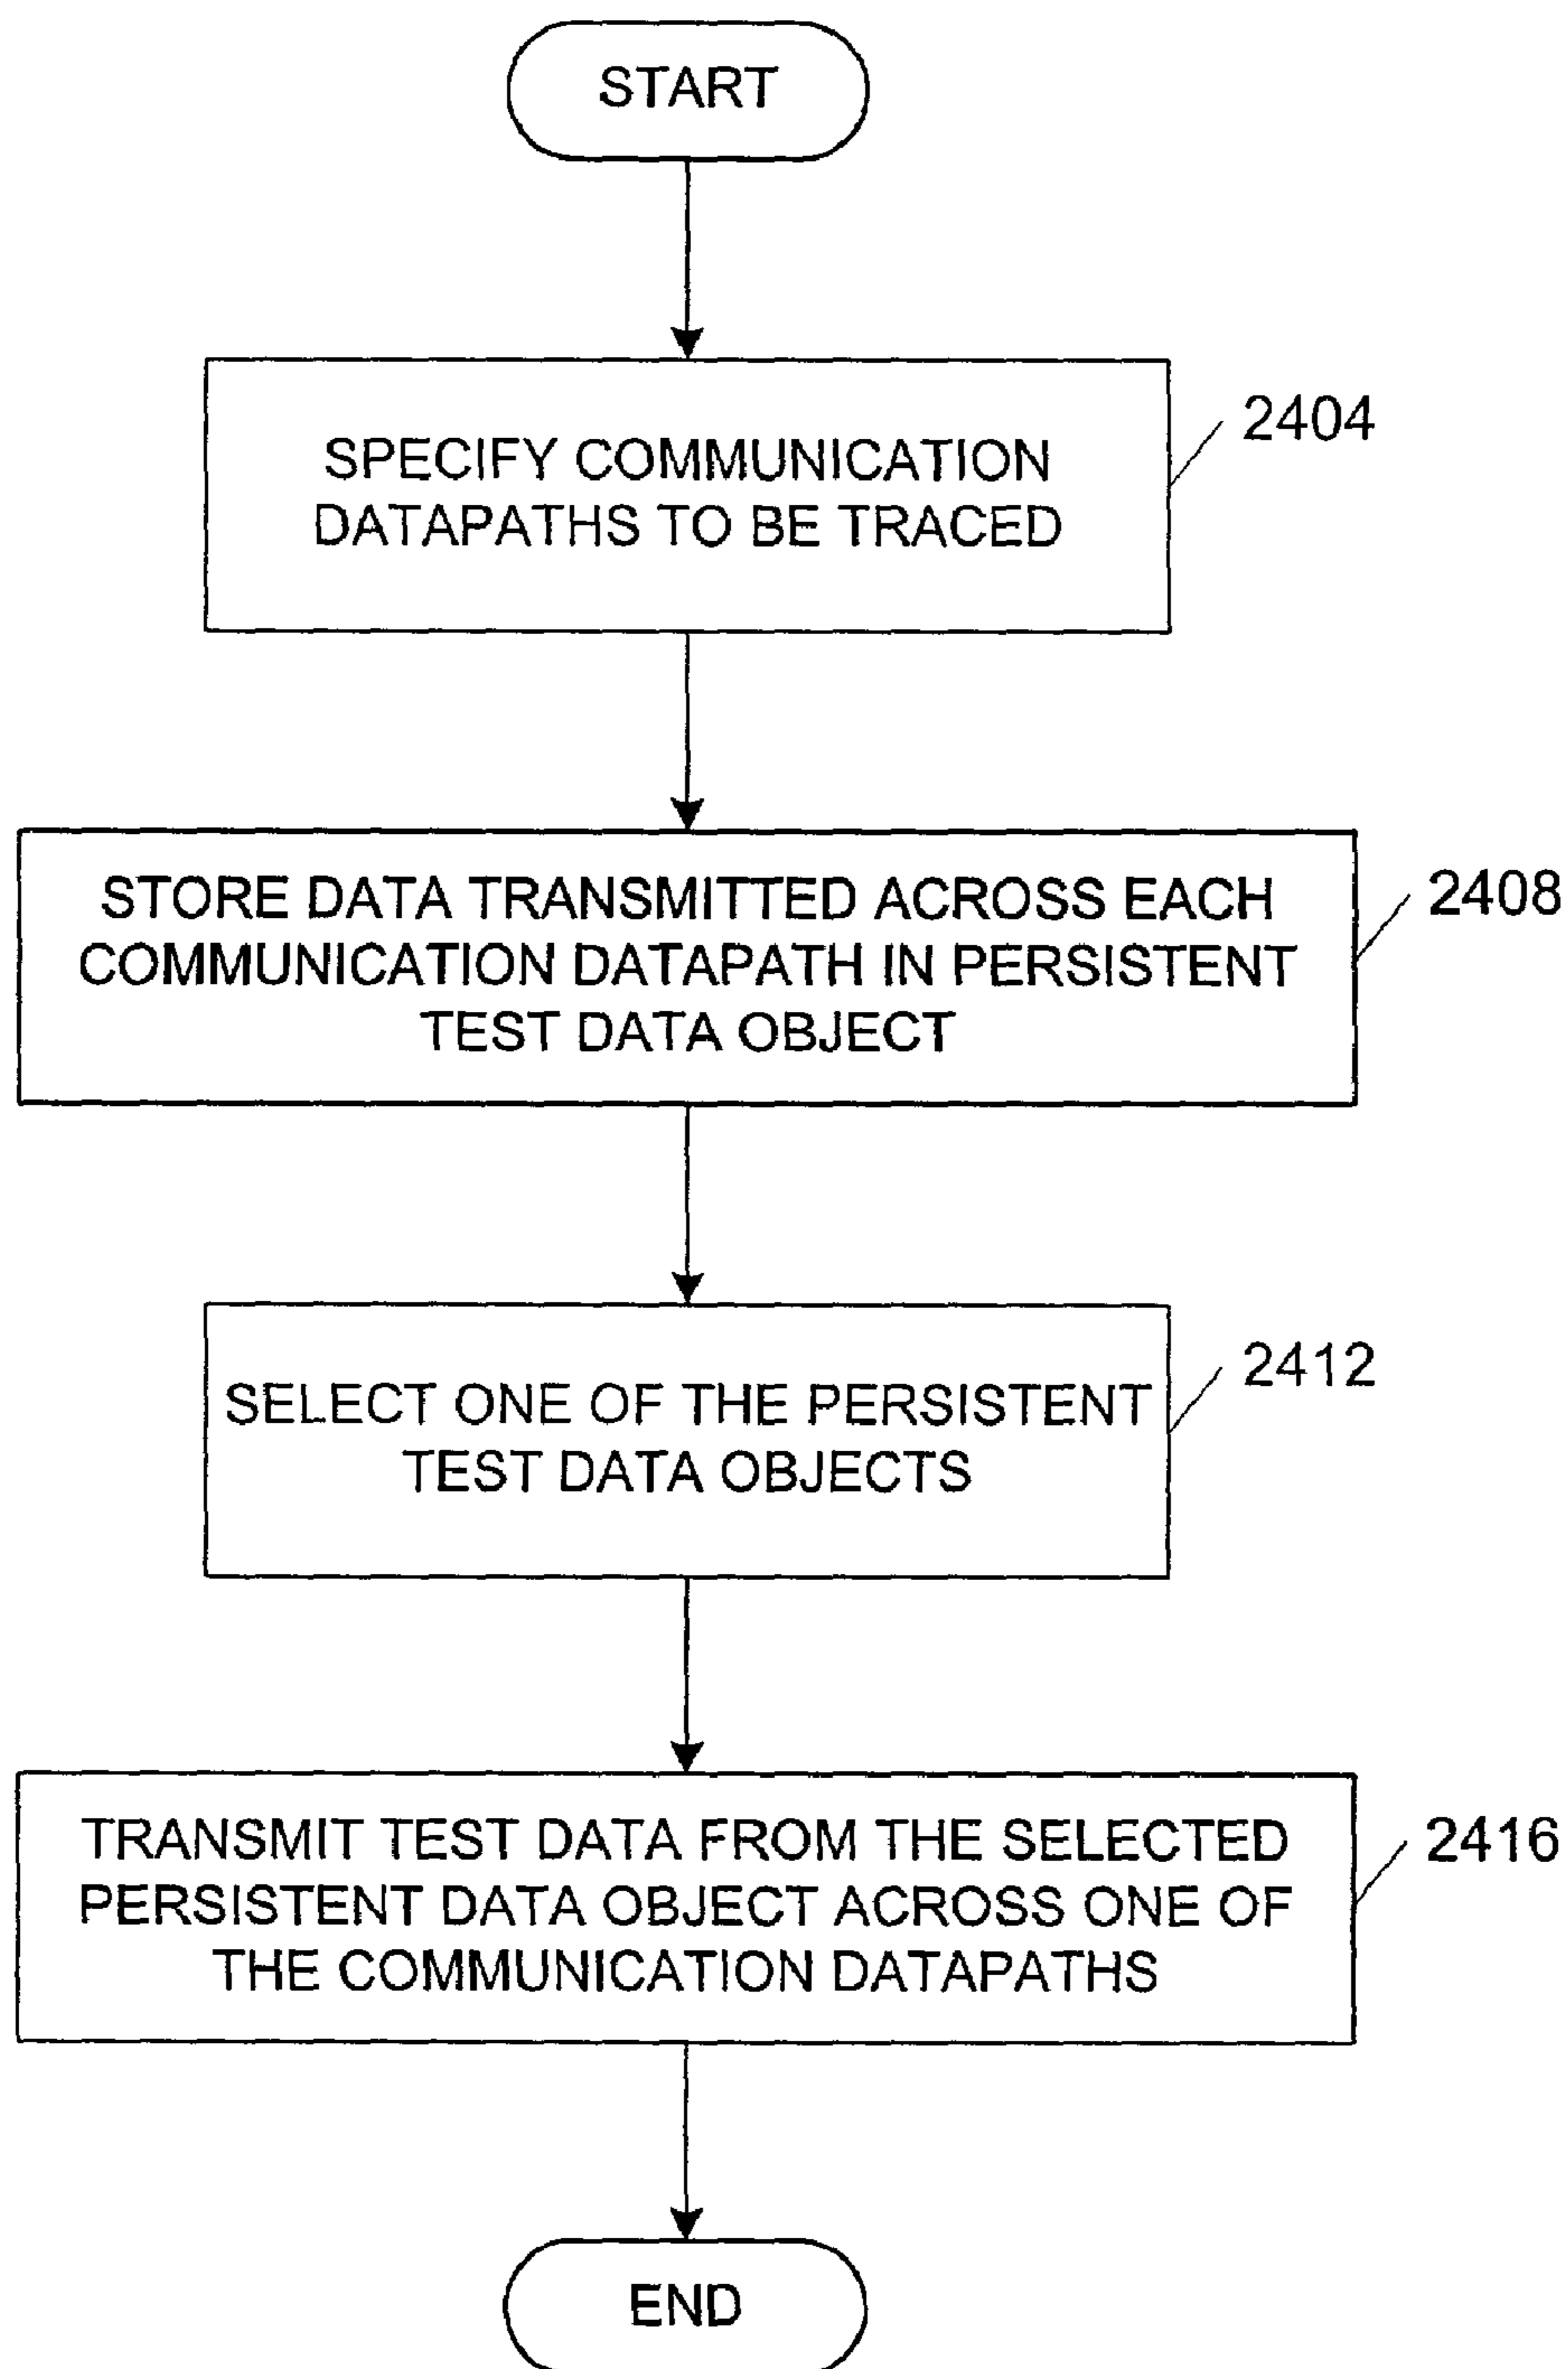 START
SPECIFY COMMUNICATION
DATAPATHS TO BE TRACED
2404
STORE DATA TRANSMITTED ACROSS EACH
COMMUNICATION DATAPATH IN PERSISTENT
TEST DATA OBJECT
2408
SELECT ONE OF THE PERSISTENT
TEST DATA OBJECTS
2412
TRANSMIT TEST DATA FROM THE SELECTED
PERSISTENT DATA OBJECT ACROSS ONE OF
THE COMMUNICATION DATAPATHS
2416
END